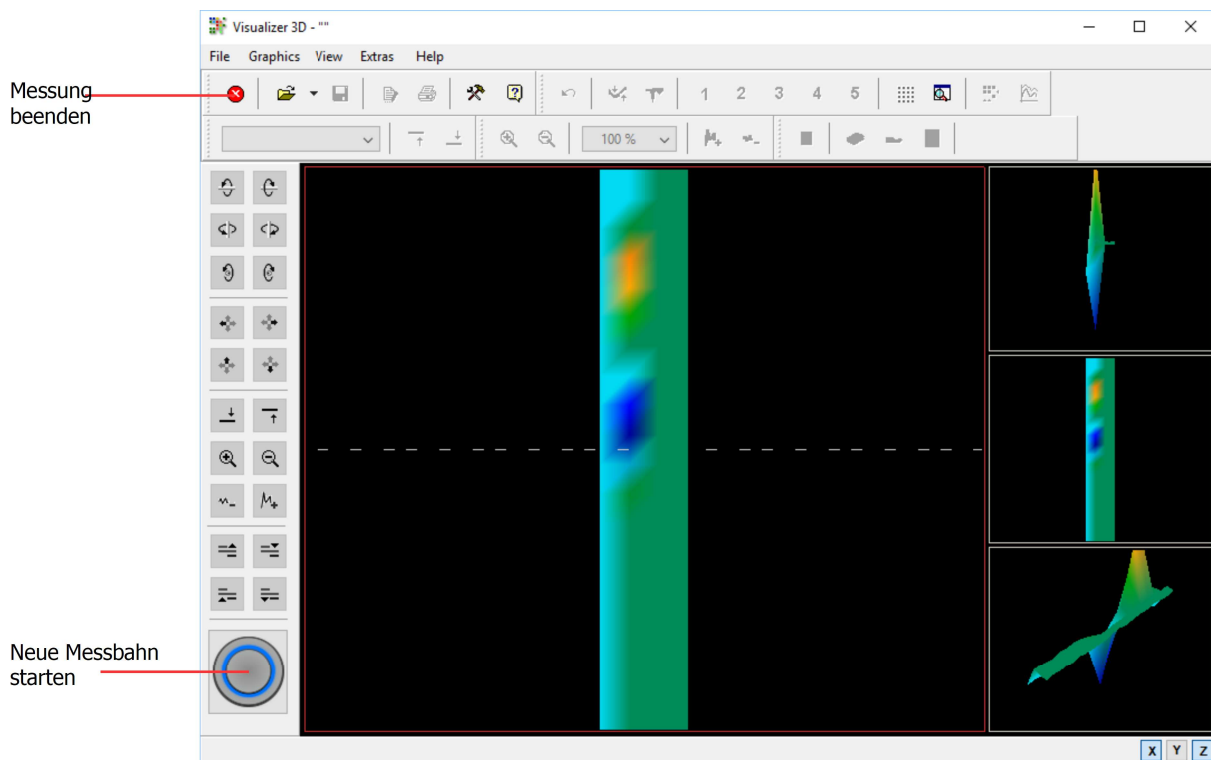 Visualizer 3D - ""
File Graphics View Extras Help
Messung
beenden
1 2 3 4 5
100 %
Neue Messbahn
starten
X Y Z